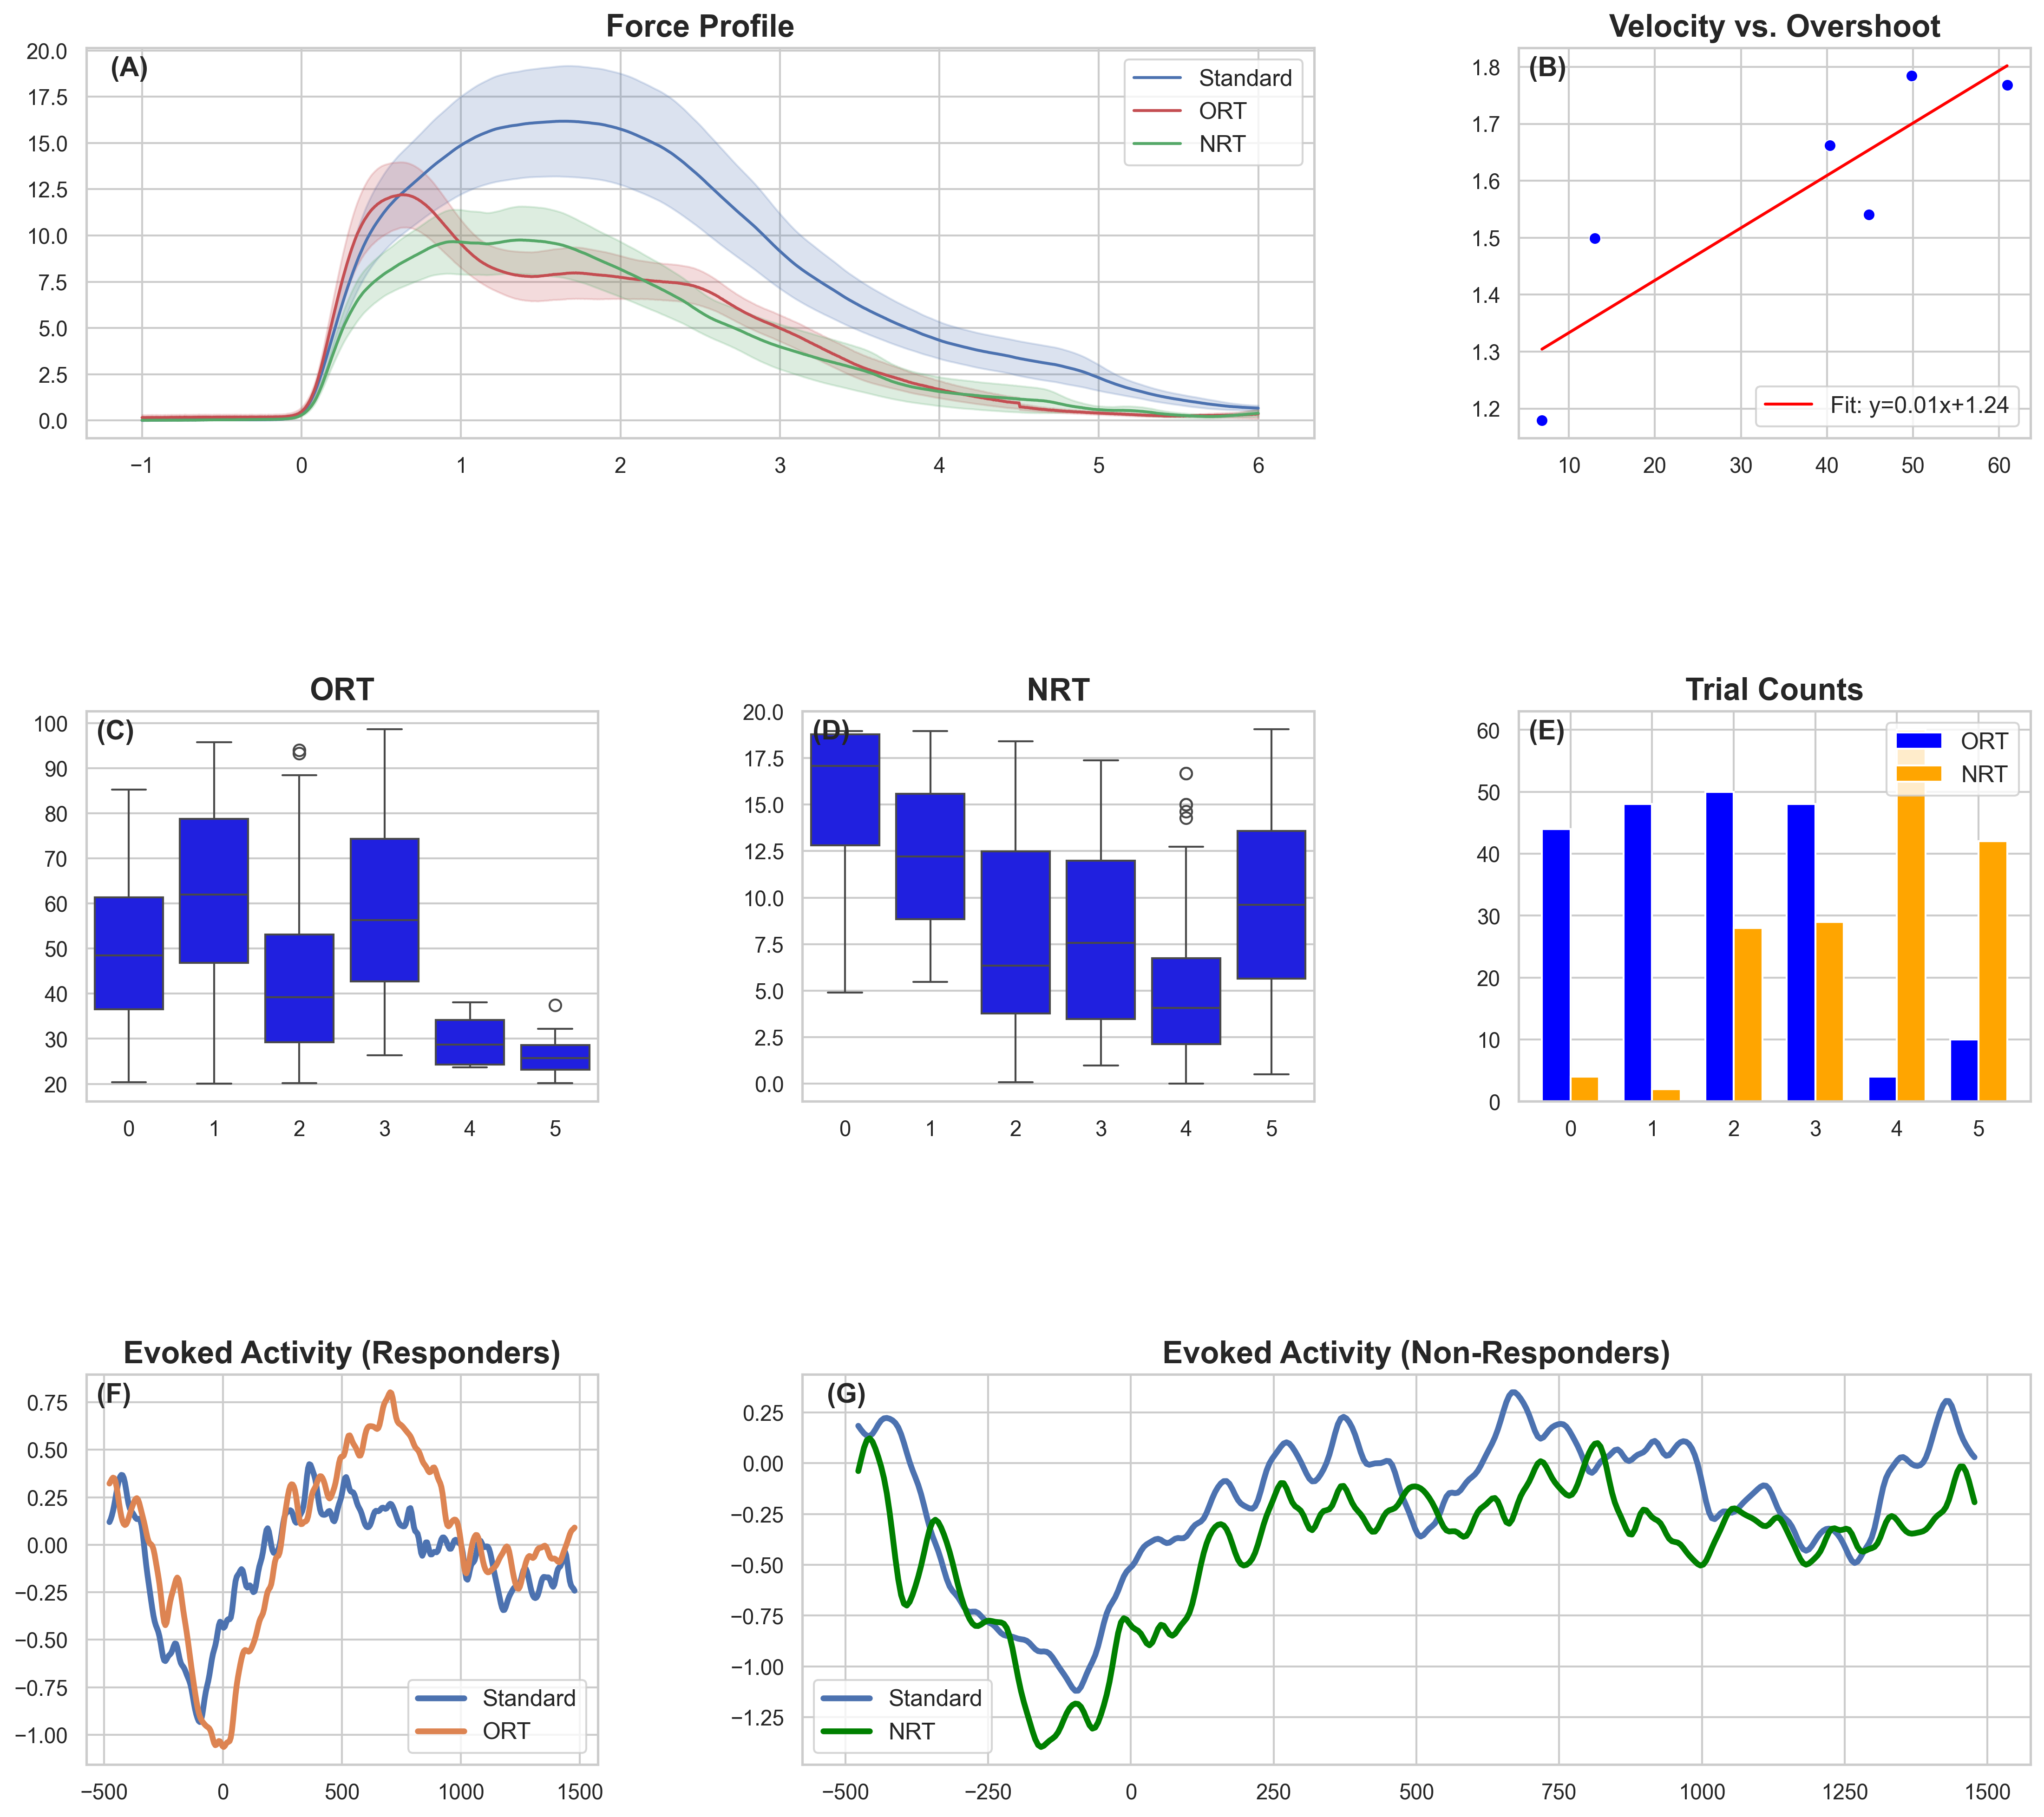 Force Profile
(A)
20.0
17.5
15.0
12.5
10.0
7.5
5.0
2.5
0.0
−1 0 1 2 3 4 5 6
Standard
ORT
NRT
Velocity vs. Overshoot
(B)
1.8
1.7
1.6
1.5
1.4
1.3
1.2
10 20 30 40 50 60
Fit: y=0.01x+1.24
ORT
(C)
100
90
80
70
60
50
40
30
20
0 1 2 3 4 5
NRT
(D)
20.0
17.5
15.0
12.5
10.0
7.5
5.0
2.5
0.0
0 1 2 3 4 5
Trial Counts
(E)
60
50
40
30
20
10
0
0 1 2 3 4 5
ORT
NRT
Evoked Activity (Responders)
(F)
0.75
0.50
0.25
0.00
−0.25
−0.50
−0.75
−1.00
−500 0 500 1000 1500
Standard
ORT
Evoked Activity (Non-Responders)
(G)
0.25
0.00
−0.25
−0.50
−0.75
−1.00
−1.25
−500 −250 0 250 500 750 1000 1250 1500
Standard
NRT